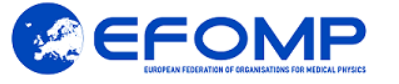 EFOMP
EUROPEAN FEDERATION OF ORGANISATIONS FOR MEDICAL PHYSICS